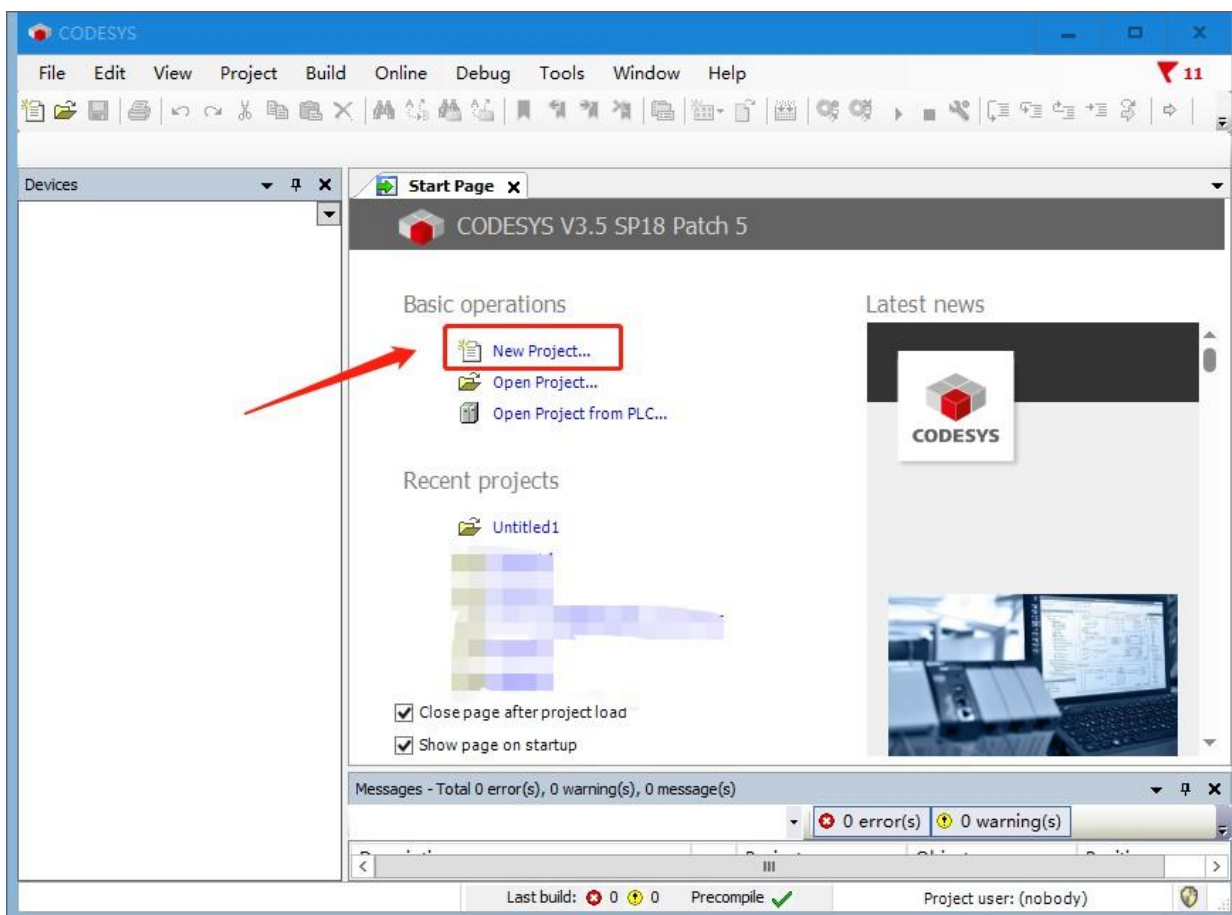 CODESYS
File Edit View Project Build Online Debug Tools Window Help 11
Devices
Start Page
CODESYS V3.5 SP18 Patch 5
Basic operations
New Project...
Open Project...
Open Project from PLC...
Recent projects
Untitled1
Close page after project load
Show page on startup
Latest news
CODESYS
Messages - Total 0 error(s), 0 warning(s), 0 message(s)
0 error(s) 0 warning(s)
Last build: 0 0 Precompile Project user: (nobody)